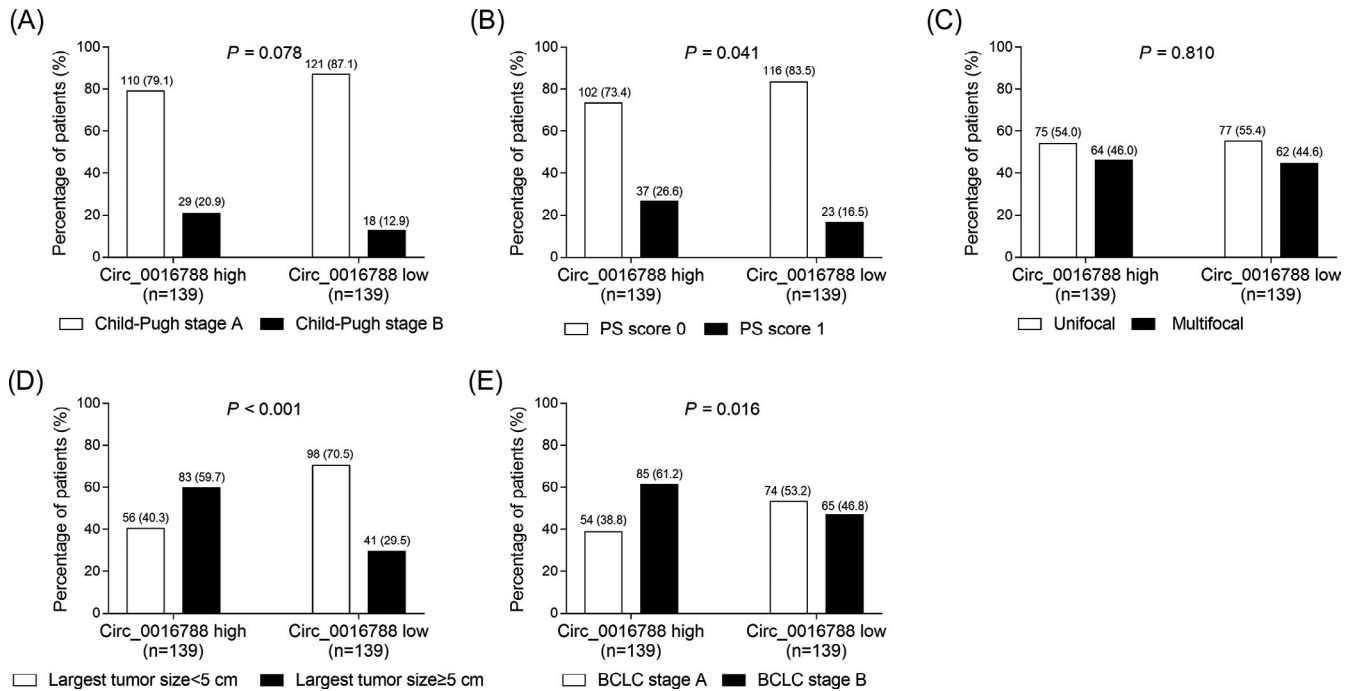 (A)
P = 0.078
Percentage of patients (%)
100
80
60
40
20
0
110 (79.1)
29 (20.9)
121 (87.1)
18 (12.9)
Circ_0016788 high
(n=139)
Circ_0016788 low
(n=139)
Child-Pugh stage A
Child-Pugh stage B
(B)
P = 0.041
Percentage of patients (%)
100
80
60
40
20
0
102 (73.4)
37 (26.6)
116 (83.5)
23 (16.5)
Circ_0016788 high
(n=139)
Circ_0016788 low
(n=139)
PS score 0
PS score 1
(C)
P = 0.810
Percentage of patients (%)
100
80
60
40
20
0
75 (54.0)
64 (46.0)
77 (55.4)
62 (44.6)
Circ_0016788 high
(n=139)
Circ_0016788 low
(n=139)
Unifocal
Multifocal
(D)
P < 0.001
Percentage of patients (%)
100
80
60
40
20
0
56 (40.3)
83 (59.7)
98 (70.5)
41 (29.5)
Circ_0016788 high
(n=139)
Circ_0016788 low
(n=139)
Largest tumor size<5 cm
Largest tumor size≥5 cm
(E)
P = 0.016
Percentage of patients (%)
100
80
60
40
20
0
54 (38.8)
85 (61.2)
74 (53.2)
65 (46.8)
Circ_0016788 high
(n=139)
Circ_0016788 low
(n=139)
BCLC stage A
BCLC stage B